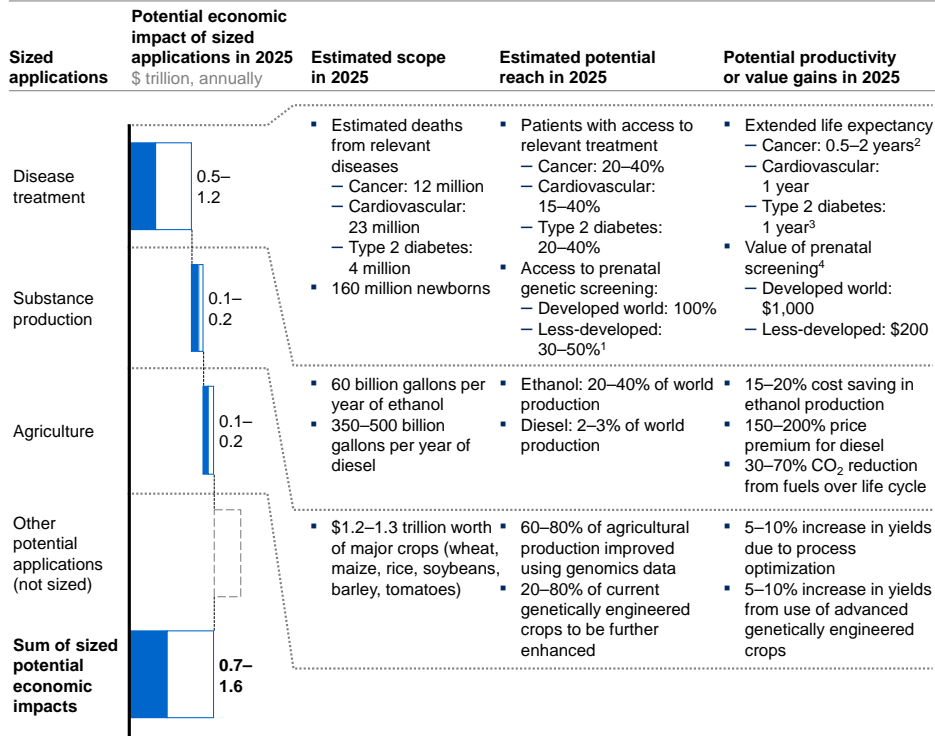 Sized
applications
Potential economic
impact of sized
applications in 2025
$ trillion, annually
Estimated scope
in 2025
Estimated potential
reach in 2025
Potential productivity
or value gains in 2025
Disease
treatment
0.5–
1.2
▪ Estimated deaths
from relevant
diseases
– Cancer: 12 million
– Cardiovascular:
23 million
– Type 2 diabetes:
4 million
▪ 160 million newborns
▪ Patients with access to
relevant treatment
– Cancer: 20–40%
– Cardiovascular:
15–40%
– Type 2 diabetes:
20–40%
▪ Access to prenatal
genetic screening:
– Developed world: 100%
– Less-developed:
30–50%¹
▪ Extended life expectancy
– Cancer: 0.5–2 years²
– Cardiovascular:
1 year
– Type 2 diabetes:
1 year³
▪ Value of prenatal
screening⁴
– Developed world:
$1,000
– Less-developed: $200
Substance
production
0.1–
0.2
▪ 60 billion gallons per
year of ethanol
▪ 350–500 billion
gallons per year of
diesel
▪ Ethanol: 20–40% of world
production
▪ Diesel: 2–3% of world
production
▪ 15–20% cost saving in
ethanol production
▪ 150–200% price
premium for diesel
▪ 30–70% CO₂ reduction
from fuels over life cycle
Agriculture
0.1–
0.2
▪ $1.2–1.3 trillion worth
of major crops (wheat,
maize, rice, soybeans,
barley, tomatoes)
▪ 60–80% of agricultural
production improved
using genomics data
▪ 20–80% of current
genetically engineered
crops to be further
enhanced
▪ 5–10% increase in yields
due to process
optimization
▪ 5–10% increase in yields
from use of advanced
genetically engineered
crops
Other
potential
applications
(not sized)
Sum of sized
potential
economic
impacts
0.7–
1.6